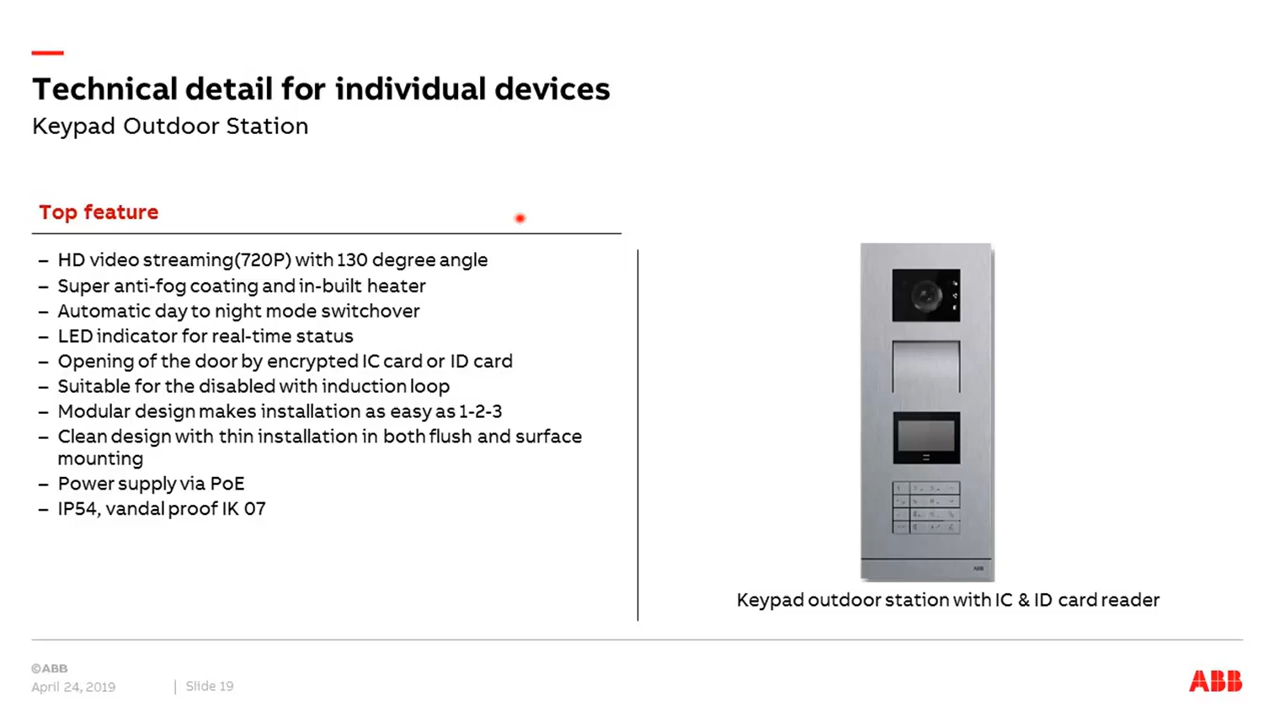 Technical detail for individual devices
Keypad Outdoor Station
Top feature
– HD video streaming(720P) with 130 degree angle
– Super anti-fog coating and in-built heater
– Automatic day to night mode switchover
– LED indicator for real-time status
– Opening of the door by encrypted IC card or ID card
– Suitable for the disabled with induction loop
– Modular design makes installation as easy as 1-2-3
– Clean design with thin installation in both flush and surface
mounting
– Power supply via PoE
– IP54, vandal proof IK 07
ABB
Keypad outdoor station with IC & ID card reader
©ABB
April 24, 2019
| Slide 19
ABB